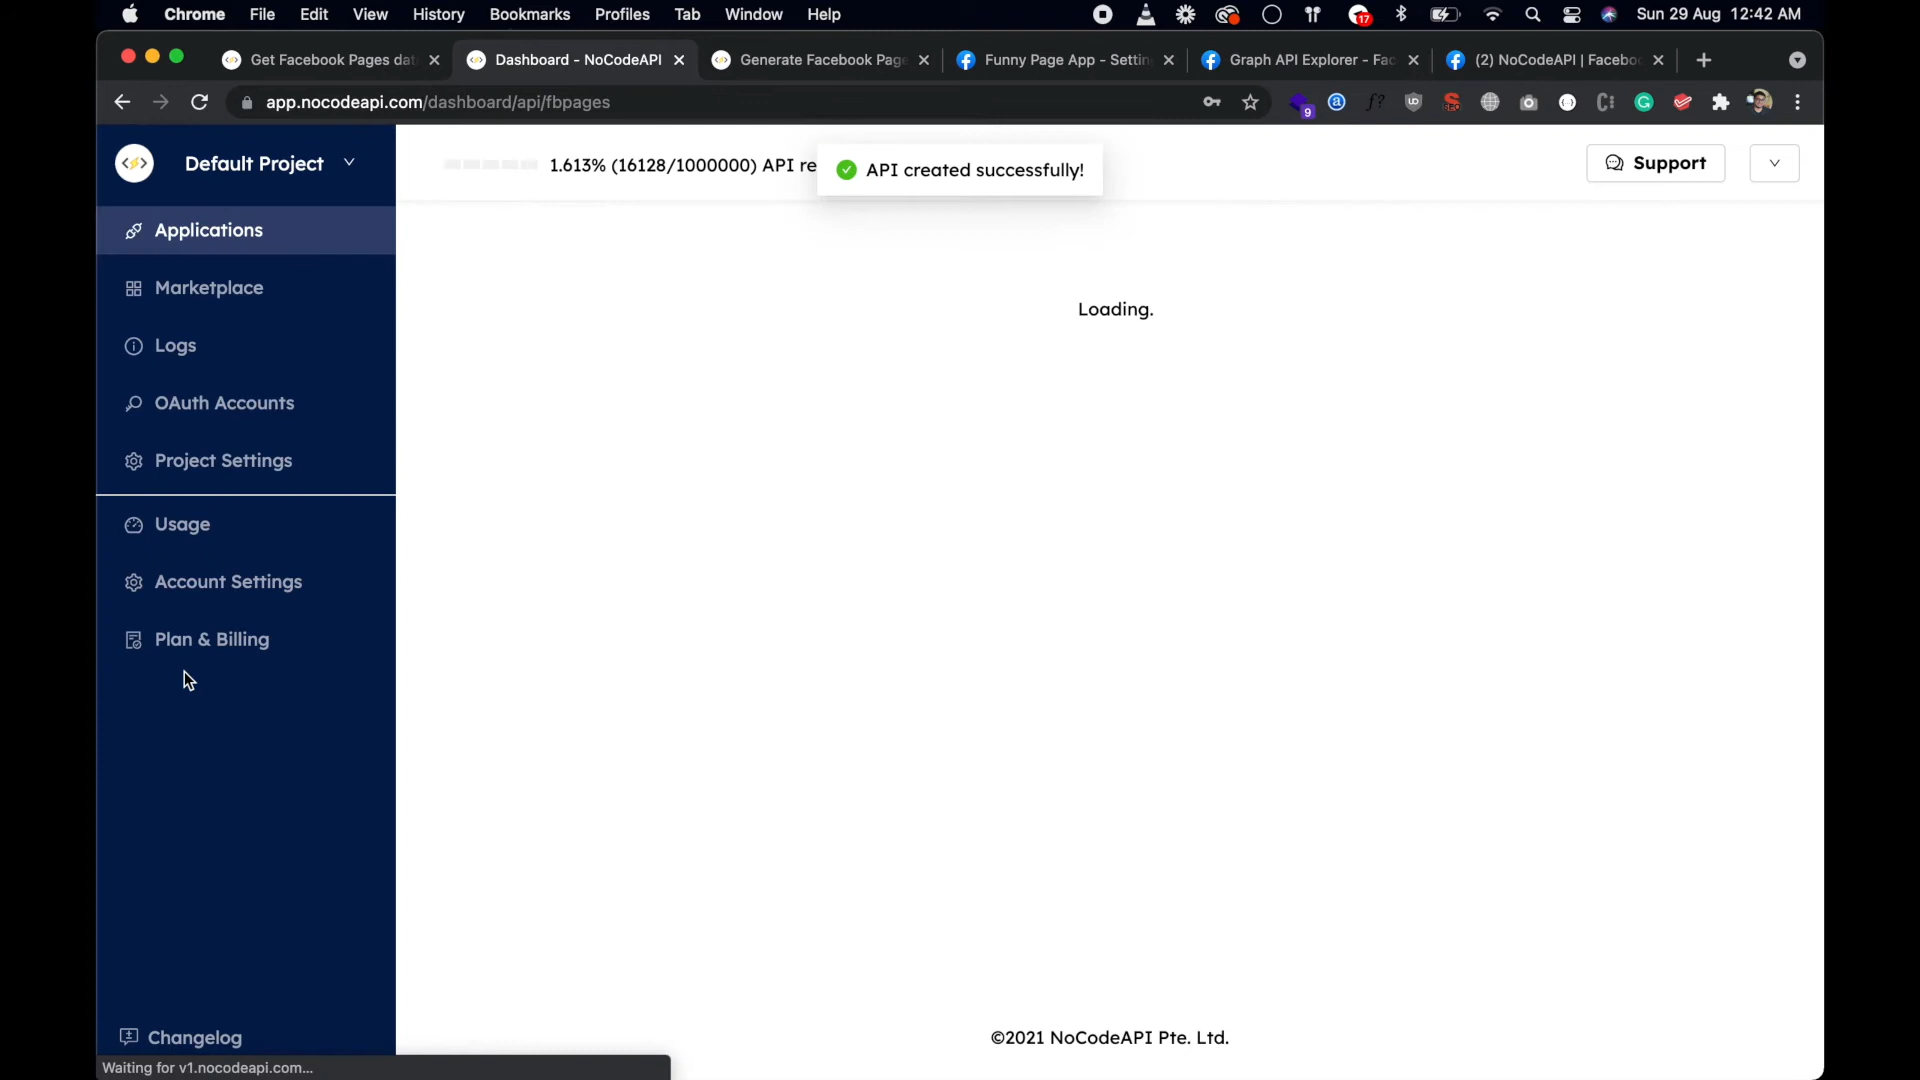 Chrome File Edit View History Bookmarks Profiles Tab Window Help 17 Sun 29 Aug 12:42 AM
Get Facebook Pages dat Dashboard - NoCodeAPI Generate Facebook Page Funny Page App - Settin Graph API Explorer - Fac (2) NoCodeAPI | Facebo
app.nocodeapi.com/dashboard/api/fbpages 9
Default Project 1.613% (16128/1000000) API re API created successfully! Support
Applications
Marketplace
Loading.
Logs
OAuth Accounts
Project Settings
Usage
Account Settings
Plan & Billing
Changelog
©2021 NoCodeAPI Pte. Ltd.
Waiting for v1.nocodeapi.com...